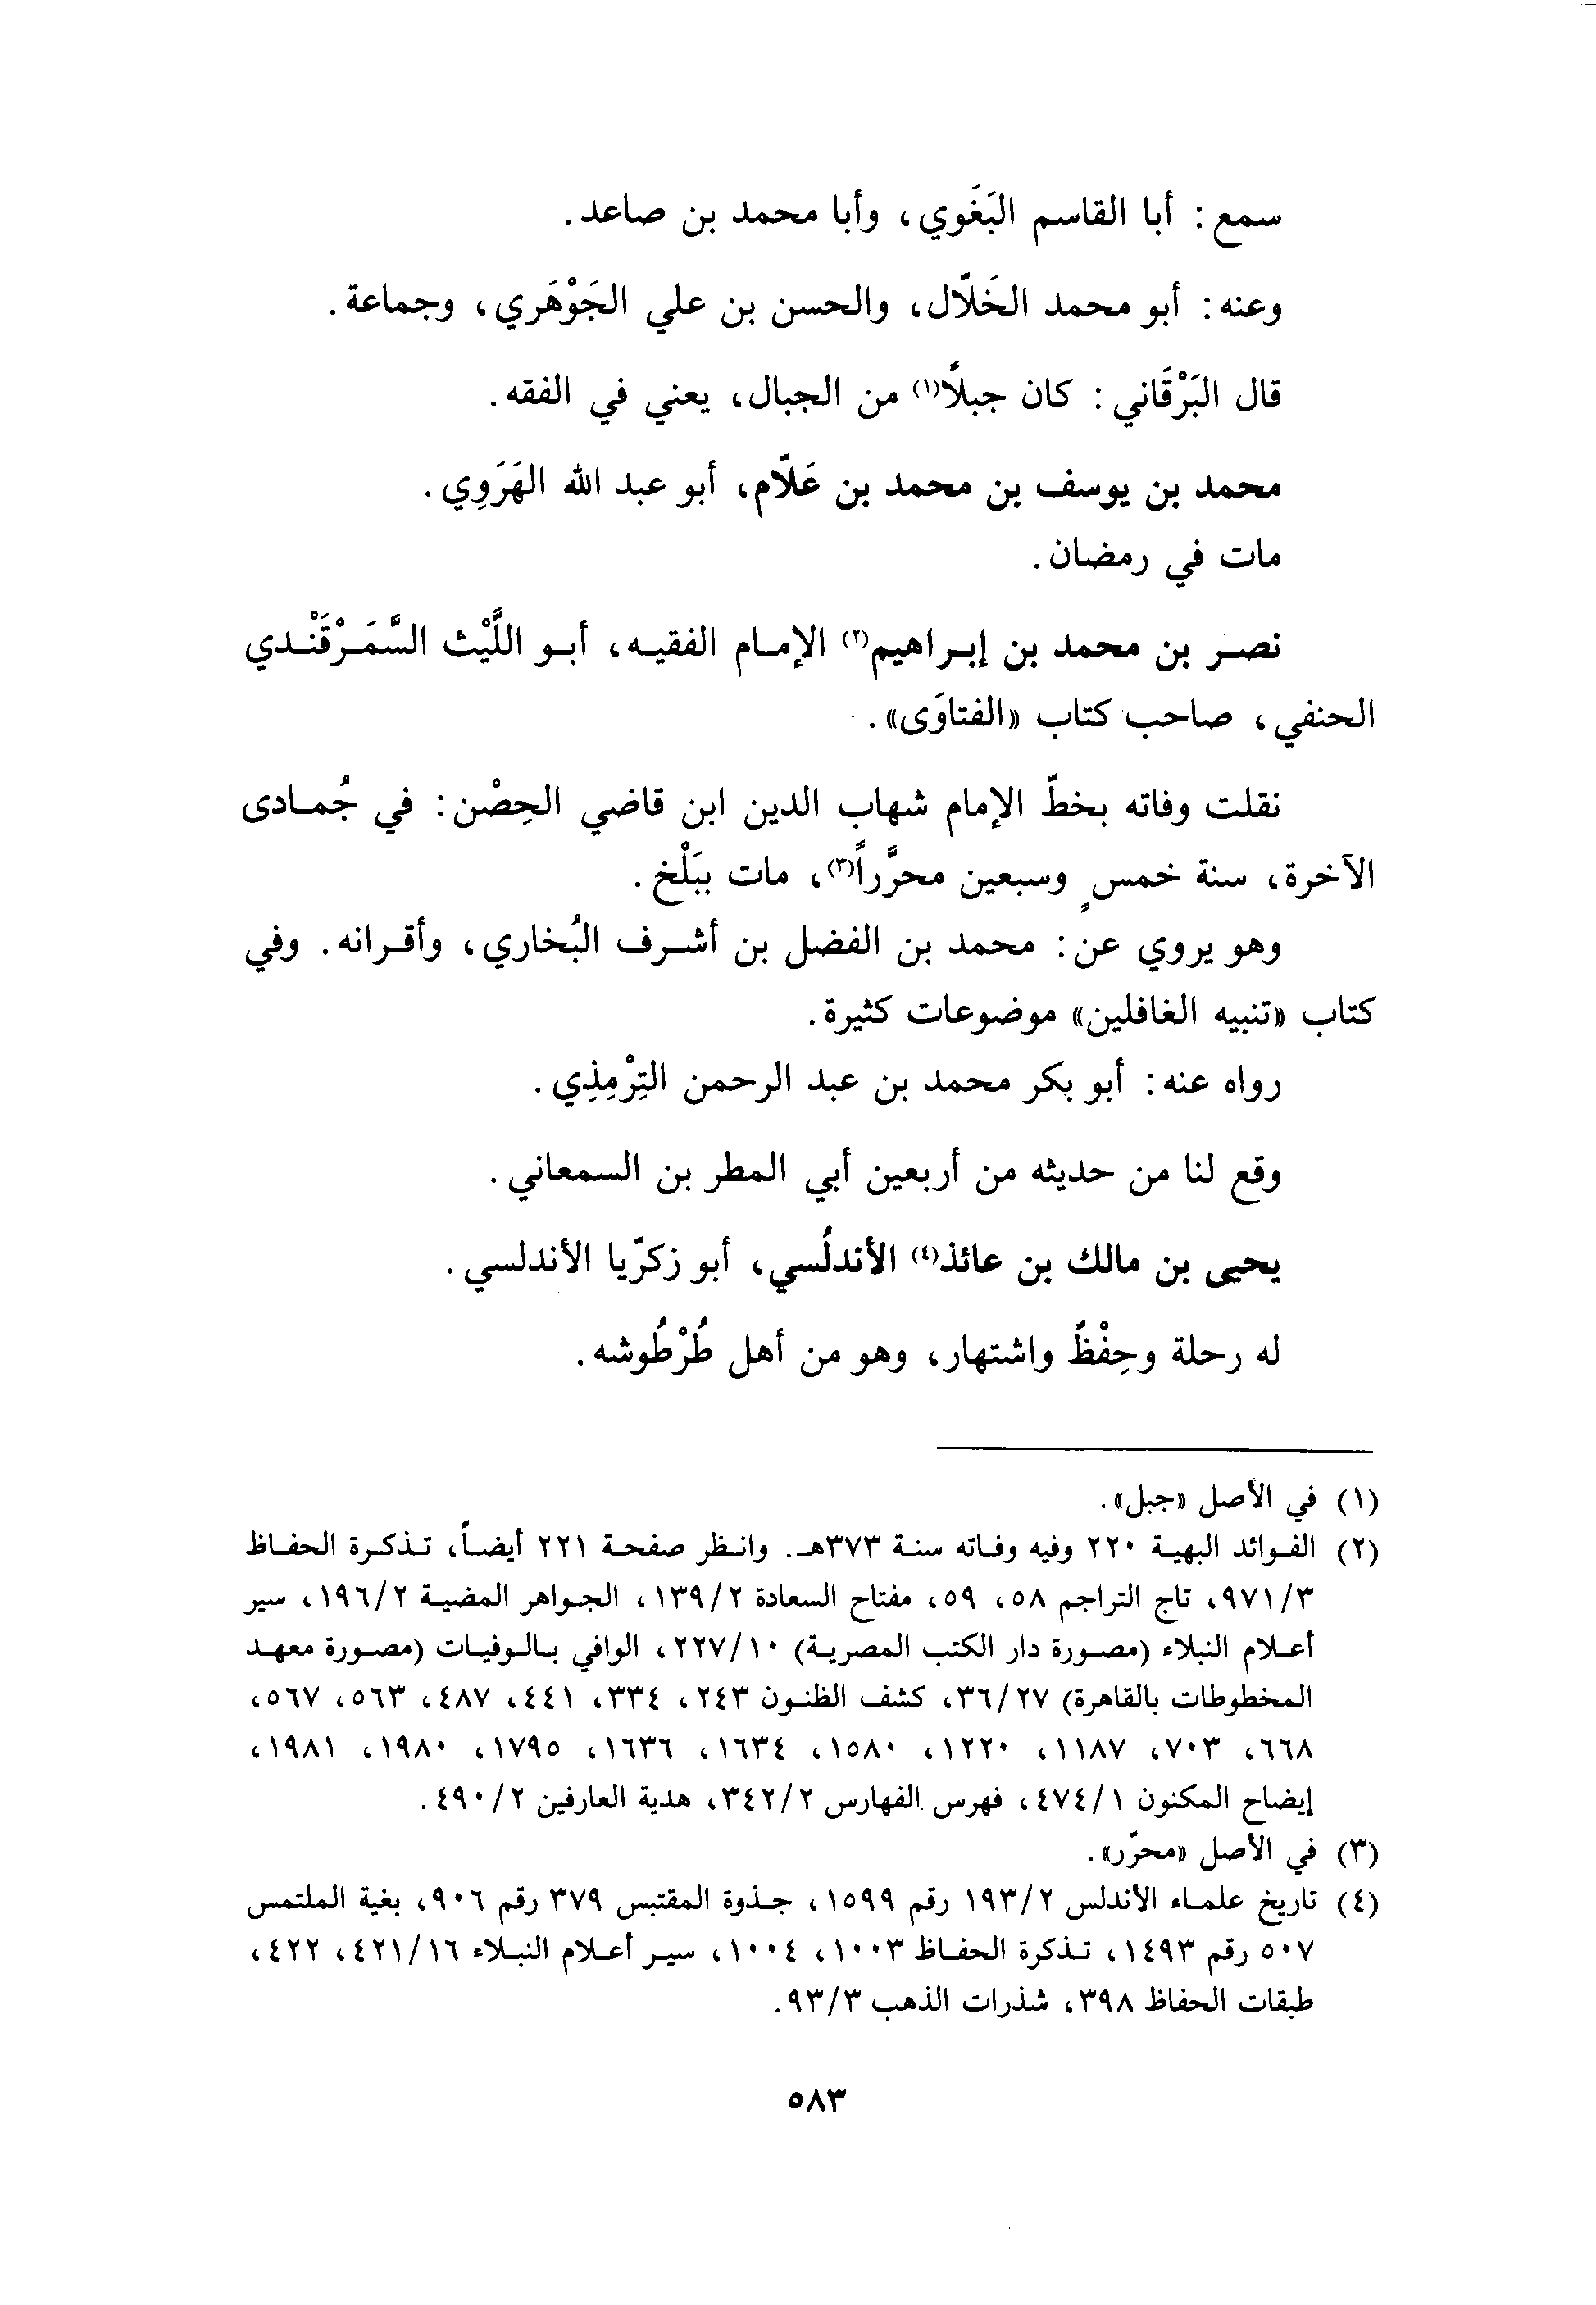 سمع: أبا القاسم البَغَوي، وأبا محمد بن صاعد.
وعنه: أبو محمد الخَلّال، والحسن بن علي الجَوْهَري، وجماعة.
قال البَرْقَاني: كان جبلاً(١) من الجبال، يعني في الفقه.
محمد بن يوسف بن محمد بن عَلّام، أبو عبد الله الهَرَوِي.
مات في رمضان.
نصر بن محمد بن إبراهيم(٢) الإمام الفقيه، أبو اللَّيْث السَّمَرْقَنْدي
الحنفي، صاحب كتاب «الفتاوَى».
نقلت وفاته بخطّ الإمام شهاب الدين ابن قاضي الحِصْن: في جُمادى
الآخرة، سنة خمسٍ وسبعين محرَّراً(٣)، مات ببَلْخ.
وهو يروي عن: محمد بن الفضل بن أشرف البُخاري، وأقرانه. وفي
كتاب «تنبيه الغافلين» موضوعات كثيرة.
رواه عنه: أبو بكر محمد بن عبد الرحمن التِرْمِذِي.
وقع لنا من حديثه من أربعين أبي المطر بن السمعاني.
يحيى بن مالك بن عائذ(٤) الأندلُسي، أبو زكرّيا الأندلسي.
له رحلة وحِفْظُ واشتهار، وهو من أهل طُرْطُوشه.
(١) في الأصل «جبل».
(٢) الفوائد البهية ٢٢٠ وفيه وفاته سنة ٣٧٣هـ. وانظر صفحة ٢٢١ أيضاً، تذكرة الحفاظ
٩٧١/٣، تاج التراجم ٥٨، ٥٩، مفتاح السعادة ١٣٩/٢، الجواهر المضية ١٩٦/٢، سير
أعلام النبلاء (مصورة دار الكتب المصرية) ٢٢٧/١٠، الوافي بالوفيات (مصورة معهد
المخطوطات بالقاهرة) ٣٦/٢٧، كشف الظنون ٢٤٣، ٣٣٤، ٤٤١، ٤٨٧، ٥٦٣، ٥٦٧،
٦٦٨، ٧٠٣، ١١٨٧، ١٢٢٠، ١٥٨٠، ١٦٣٤، ١٦٣٦، ١٧٩٥، ١٩٨٠، ١٩٨١،
إيضاح المكنون ٤٧٤/١، فهرس الفهارس ٣٤٢/٢، هدية العارفين ٤٩٠/٢.
(٣) في الأصل «محرّر».
(٤) تاريخ علماء الأندلس ١٩٣/٢ رقم ١٥٩٩، جذوة المقتبس ٣٧٩ رقم ٩٠٦، بغية الملتمس
٥٠٧ رقم ١٤٩٣، تذكرة الحفاظ ١٠٠٣، ١٠٠٤، سير أعلام النبلاء ٤٢١/١٦، ٤٢٢،
طبقات الحفاظ ٣٩٨، شذرات الذهب ٩٣/٣.
٥٨٣